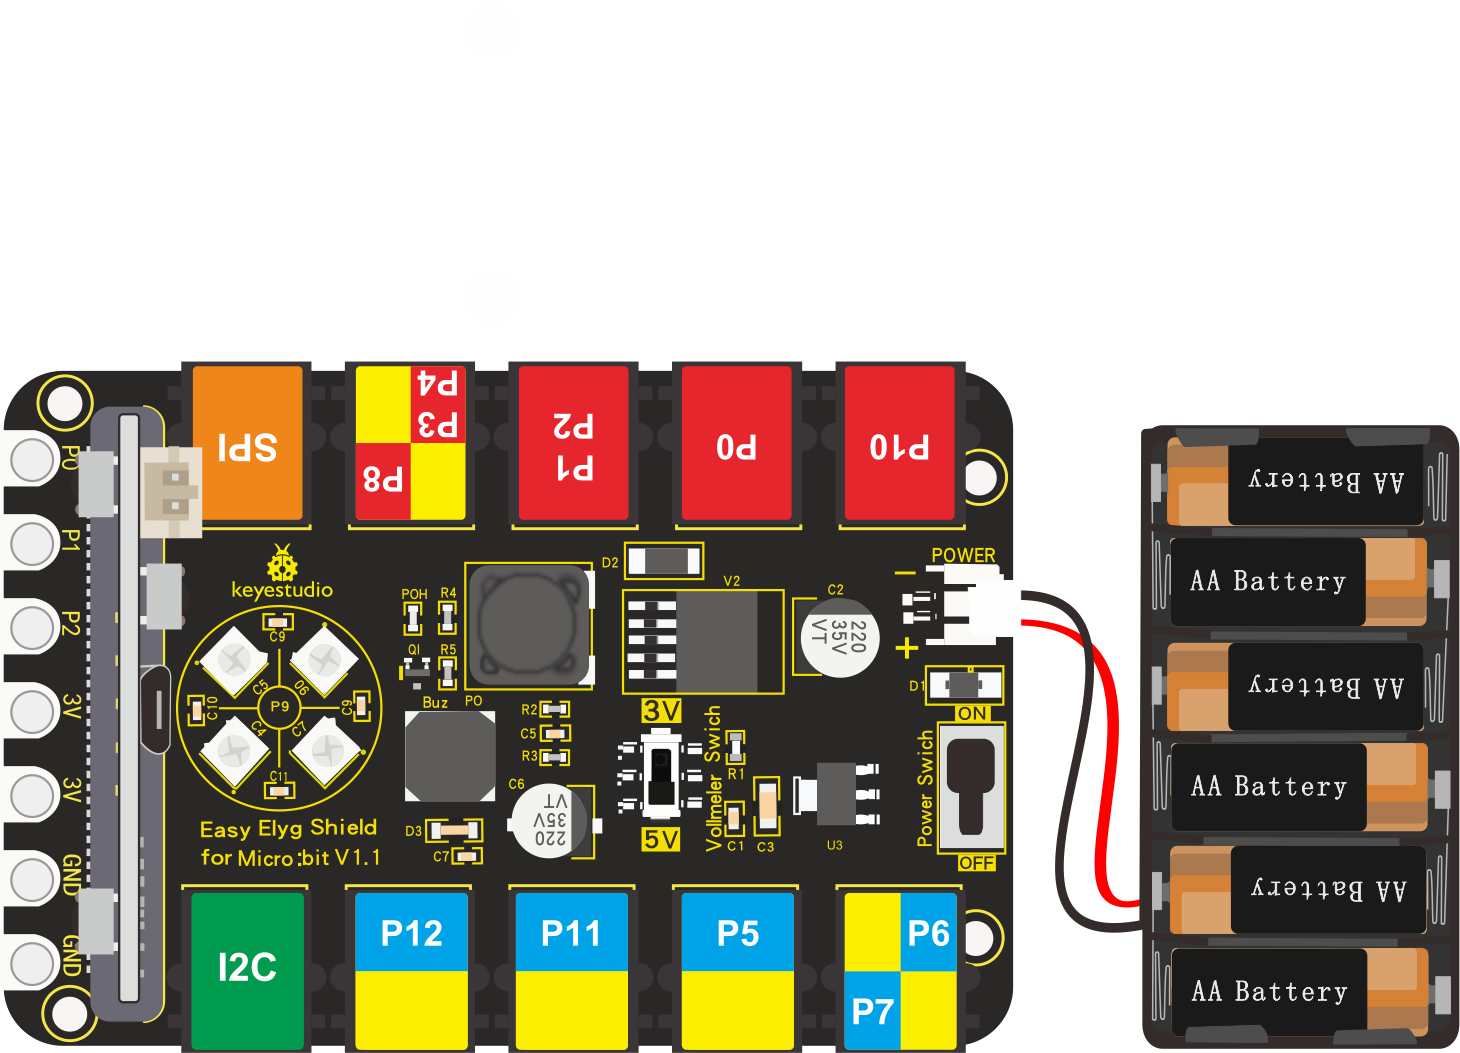 SPI
P4
P3
P8
P2
P1
P0
P10
P0
P1
P2
3V
3V
GND
GND
keyestudio
C9
C5
06
C10
P9
C9
C4
C7
C11
Easy Elyg Shield
for Micro:bit V1.1
POH
R4
QI
R5
Buz
PO
R2
C5
R3
C6
220
35V
VT
D3
C7
D2
V2
C2
220
35V
VT
3V
5V
Vollmeler Swich
R1
C1
C3
U3
POWER
−
+
D1
ON
Power Swich
OFF
I2C
P12
P11
P5
P6
P7
AA Battery
AA Battery
AA Battery
AA Battery
AA Battery
AA Battery